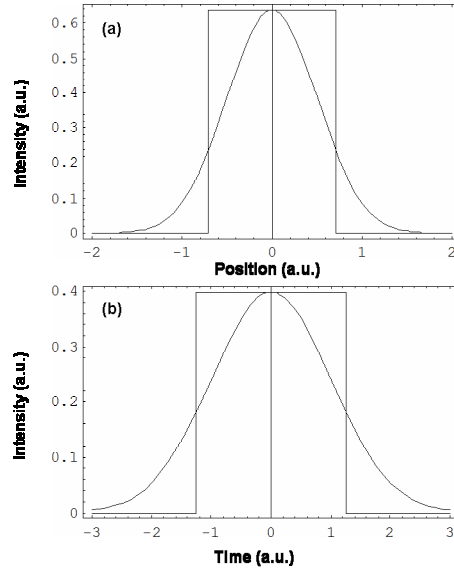 (a)
Intensity (a.u.)
0.6
0.5
0.4
0.3
0.2
0.1
0
-2 -1 0 1 2
Position (a.u.)
(b)
Intensity (a.u.)
0.4
0.3
0.2
0.1
0
-3 -2 -1 0 1 2 3
Time (a.u.)